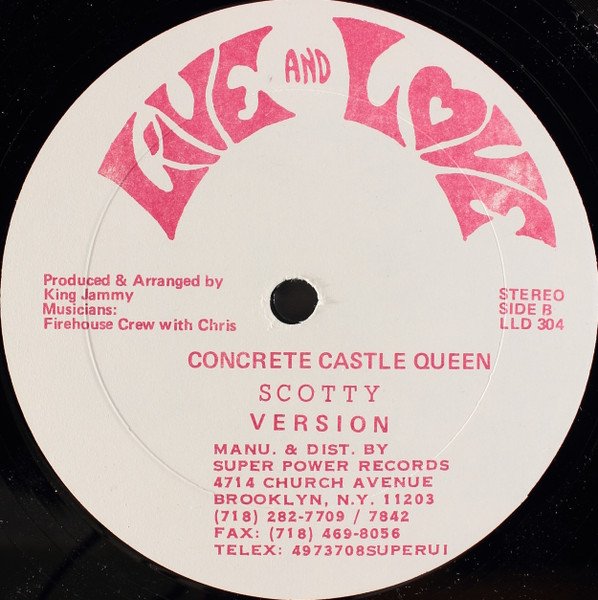 LIVE AND LOVE
Produced & Arranged by
King Jammy
Musicians:
Firehouse Crew with Chris
STEREO
SIDE B
LLD 304
CONCRETE CASTLE QUEEN
SCOTTY
VERSION
MANU. & DIST. BY
SUPER POWER RECORDS
4714 CHURCH AVENUE
BROOKLYN, N.Y. 11203
(718) 282-7709 / 7842
FAX: (718) 469-8056
TELEX: 4973708SUPERUI